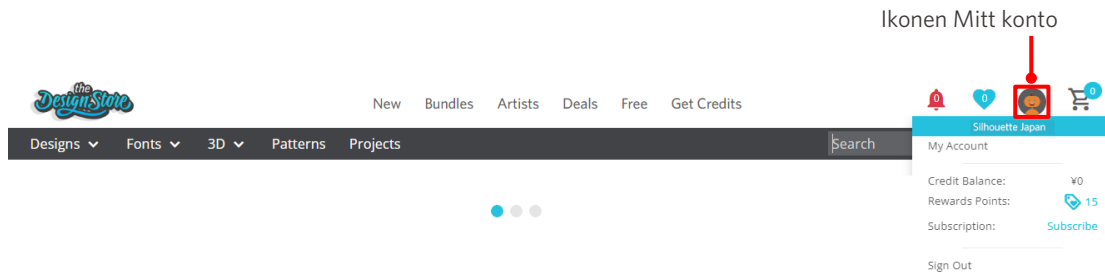 Ikonen Mitt konto
the
Design Store
New Bundles Artists Deals Free Get Credits
0 0 0
Designs Fonts 3D Patterns Projects
Search
Silhouette Japan
My Account
Credit Balance: ¥0
Rewards Points: 15
Subscription: Subscribe
Sign Out